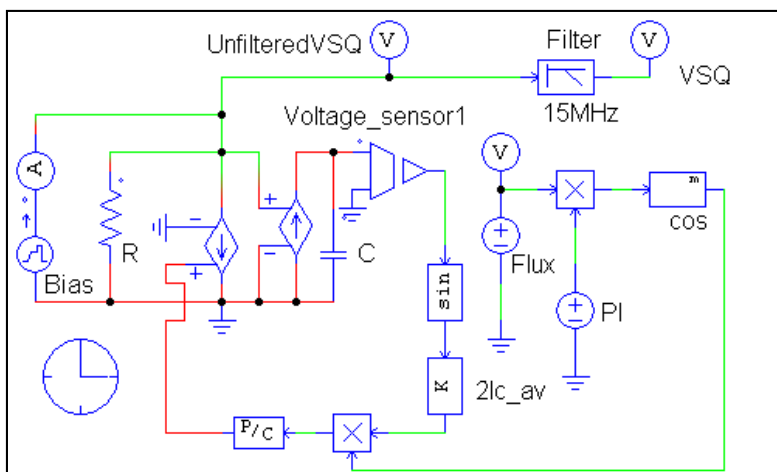 UnfilteredVSQ
V
Filter
V
VSQ
15MHz
Voltage_sensor1
A
V
m
cos
R
C
Bias
Flux
PI
sin
K
2Ic_av
P/C